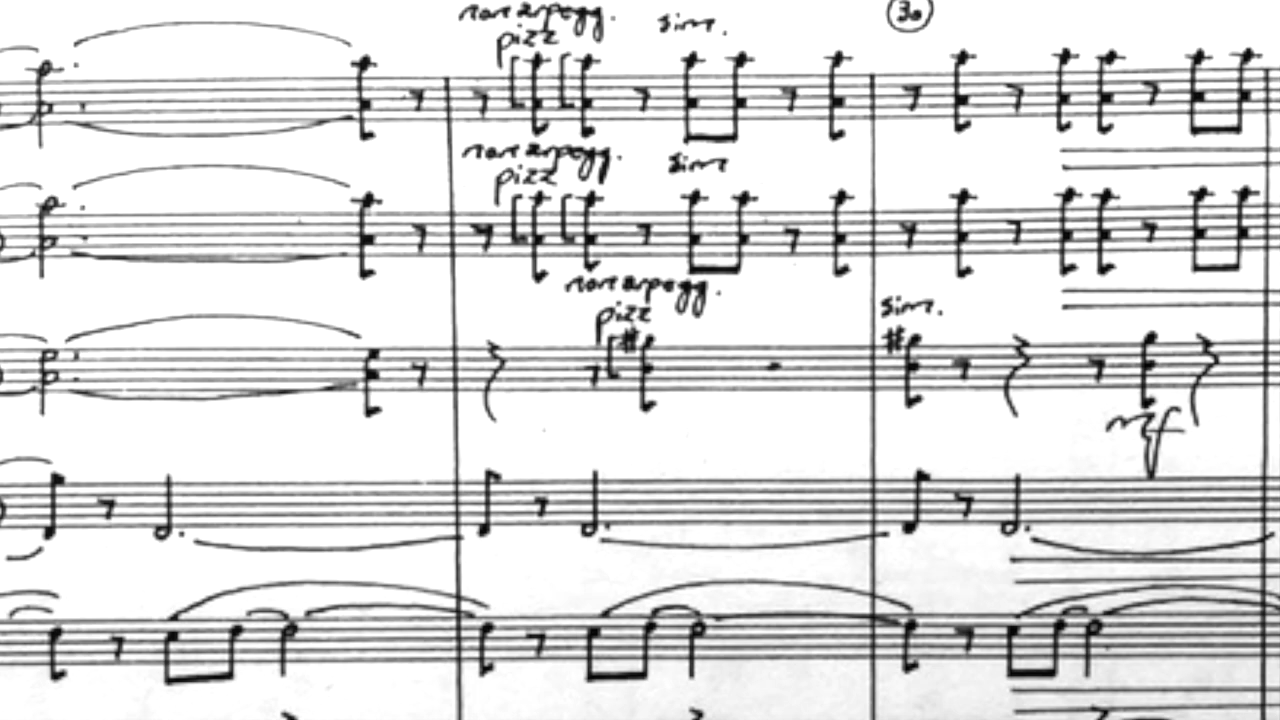 non arpegg.
pizz
sim.
30
non arpegg.
pizz
sim
non arpegg.
pizz
sim.
mf